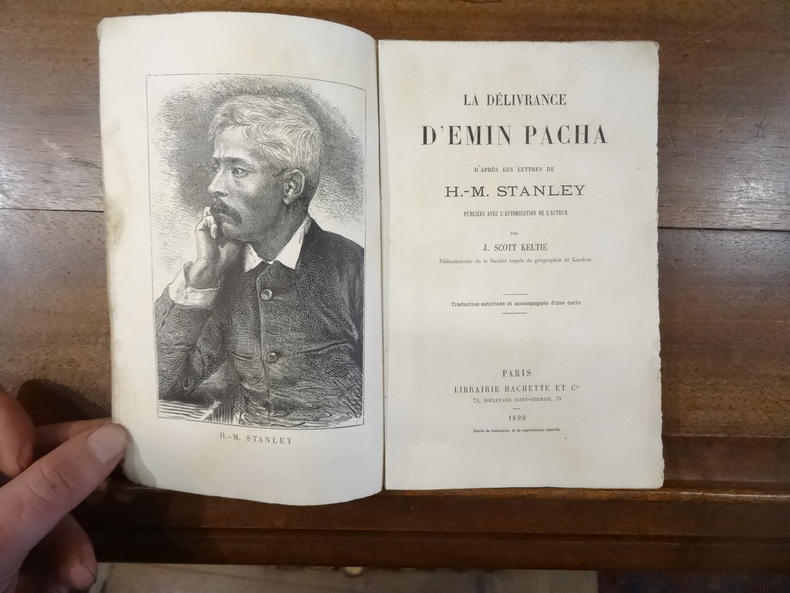 H.-M. STANLEY
LA DÉLIVRANCE
D'EMIN PACHA
D'APRÈS LES LETTRES DE
H.-M. STANLEY
PUBLIÉES AVEC L'AUTORISATION DE L'AUTEUR
PAR
J. SCOTT KELTIE
Bibliothécaire de la Société royale de géographie de Londres
Traduction autorisée et accompagnée d'une carte
PARIS
LIBRAIRIE HACHETTE ET Cie
79, BOULEVARD SAINT-GERMAIN, 79
1890
Droits de traduction et de reproduction réservés.